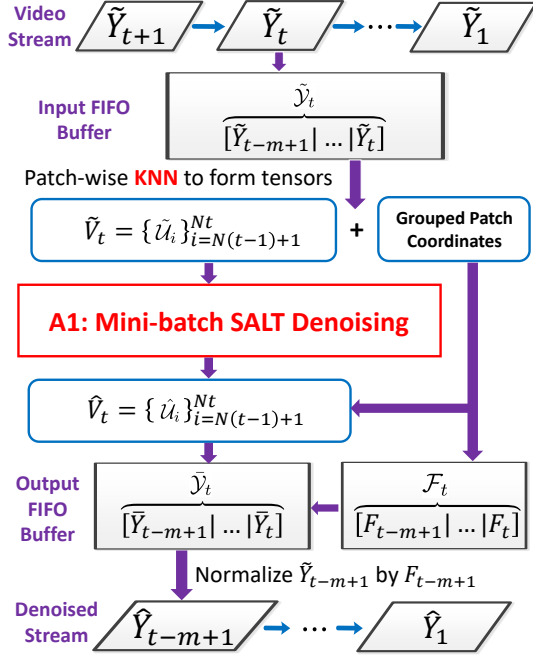 Video Stream
Ỹ_{t+1} Ỹ_t ⋯ Ỹ_1
Input FIFO Buffer
𝒴̃_t
[Ỹ_{t−m+1}| … |Ỹ_t]
Patch-wise KNN to form tensors
Ṽ_t = { 𝒰̃_i }_{i=N(t−1)+1}^{Nt}
+
Grouped Patch
Coordinates
A1: Mini-batch SALT Denoising
V̂_t = { 𝒰̂_i }_{i=N(t−1)+1}^{Nt}
Output FIFO Buffer
𝒴̄_t
[Ȳ_{t−m+1}| … |Ȳ_t]
ℱ_t
[F_{t−m+1}| … |F_t]
Normalize Ỹ_{t−m+1} by F_{t−m+1}
Denoised Stream
Ŷ_{t−m+1} ⋯ Ŷ_1